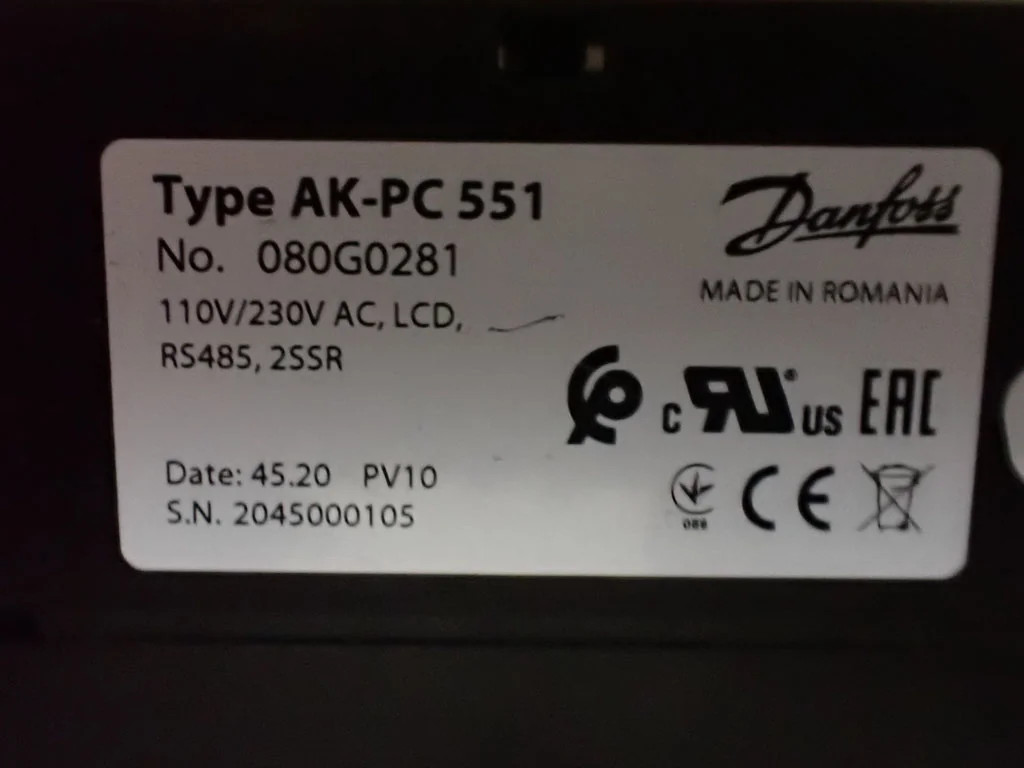 Type AK-PC 551
No. 080G0281
110V/230V AC, LCD,
RS485, 2SSR
Date: 45.20 PV10
S.N. 2045000105
Danfoss
MADE IN ROMANIA
c RU® US EAC
CE